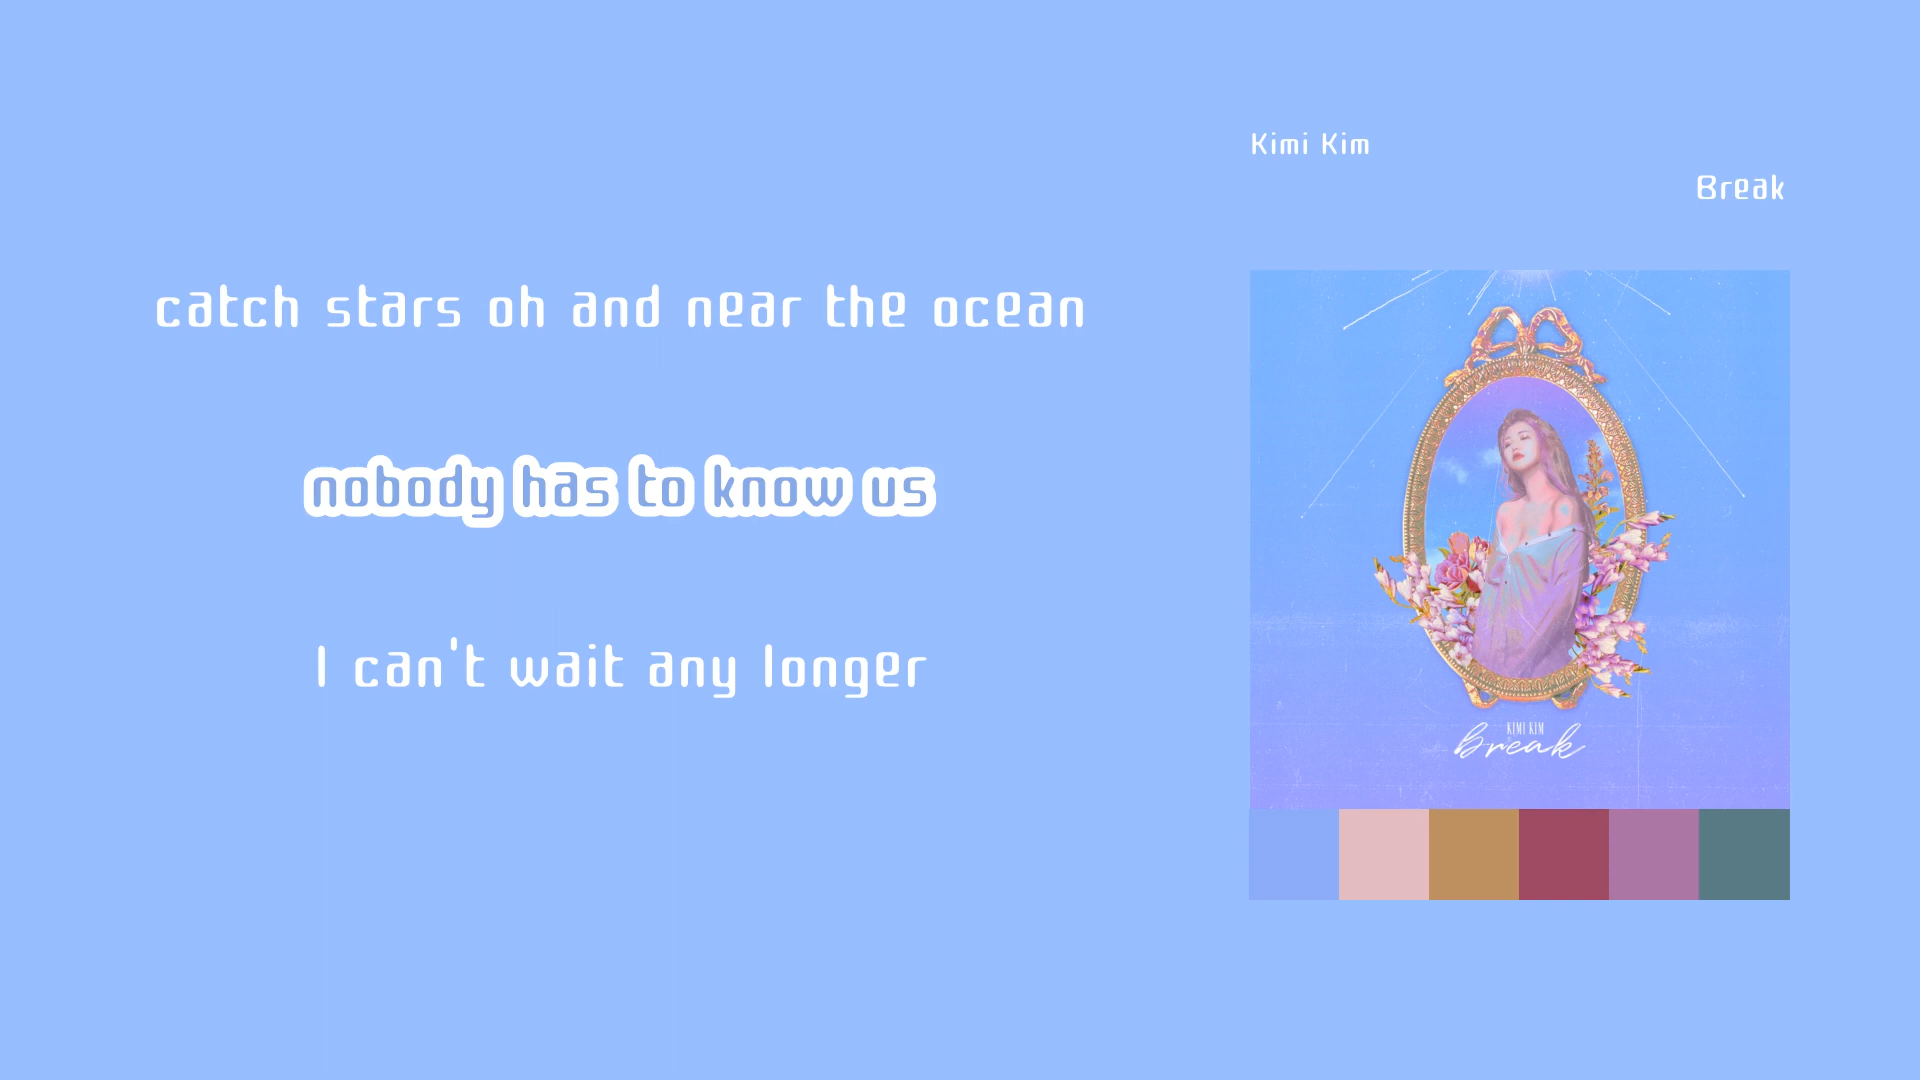 Kimi Kim
Break
catch stars oh and near the ocean
nobody has to know us
I can't wait any longer
KIMI KIM
break